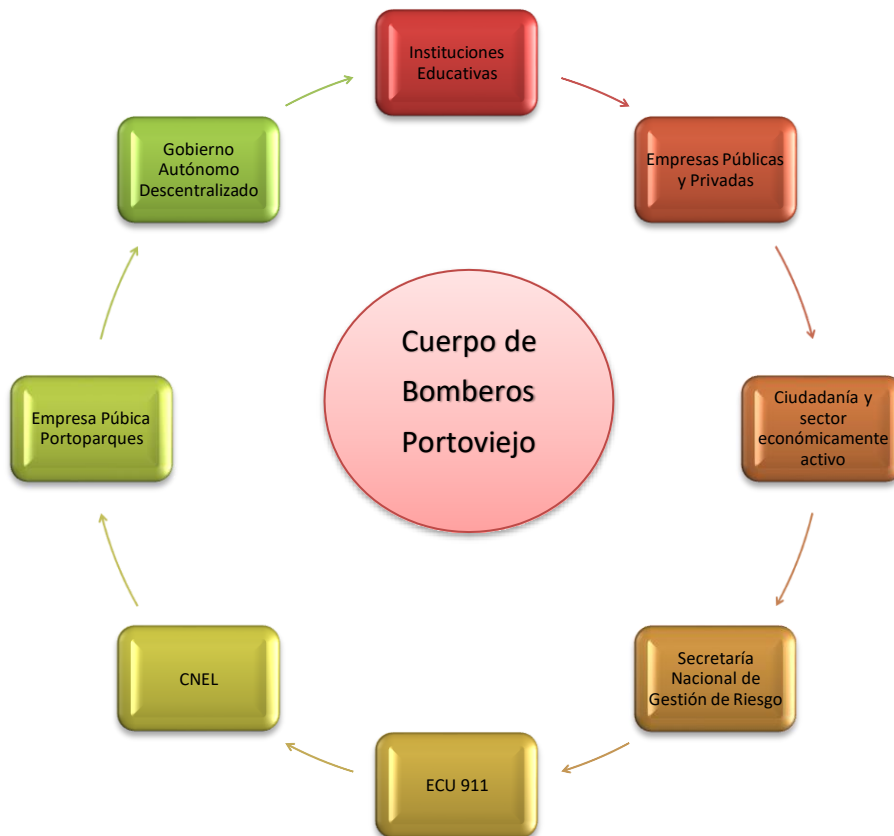 Instituciones
Educativas
Empresas Públicas
y Privadas
Ciudadanía y
sector
económicamente
activo
Secretaría
Nacional de
Gestión de Riesgo
ECU 911
CNEL
Empresa Púbica
Portoparques
Gobierno
Autónomo
Descentralizado
Cuerpo de
Bomberos
Portoviejo